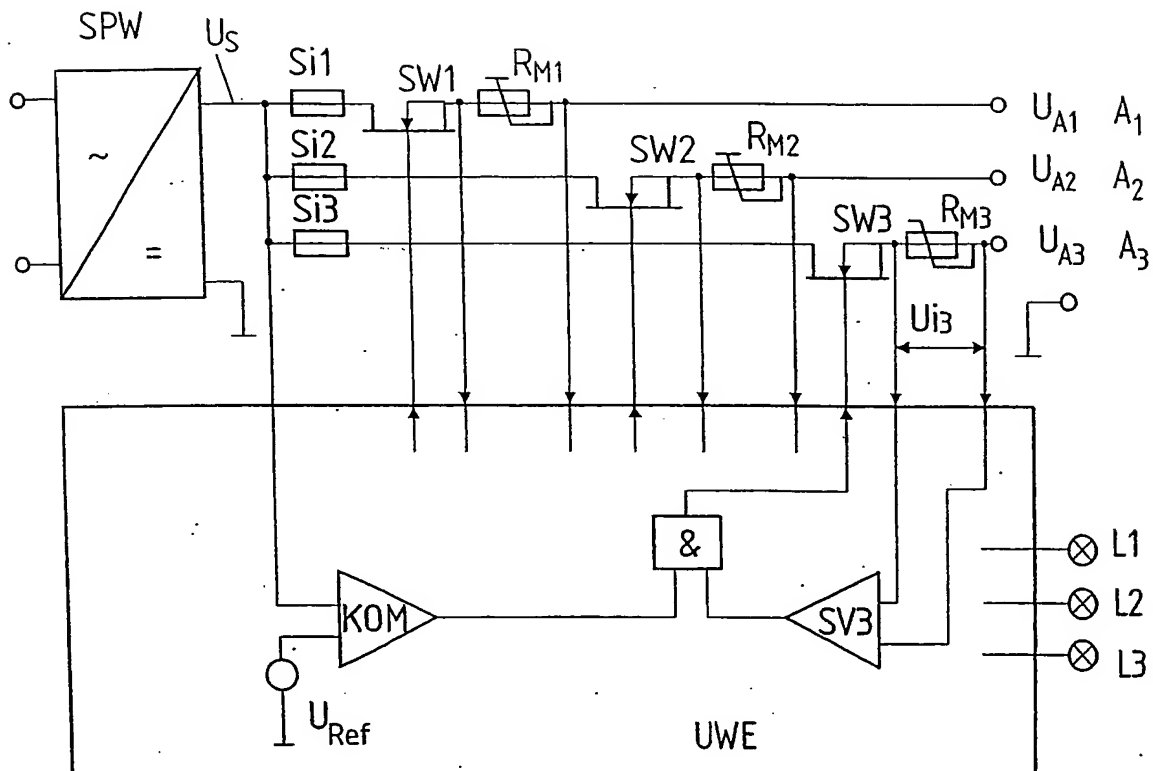 SPW
U_S
Si1
SW1
R_M1
U_A1 A_1
~
Si2
SW2
R_M2
U_A2 A_2
Si3
SW3
R_M3
U_A3 A_3
=
Ui3
&
L1
KOM
SV3
L2
L3
U_Ref
UWE